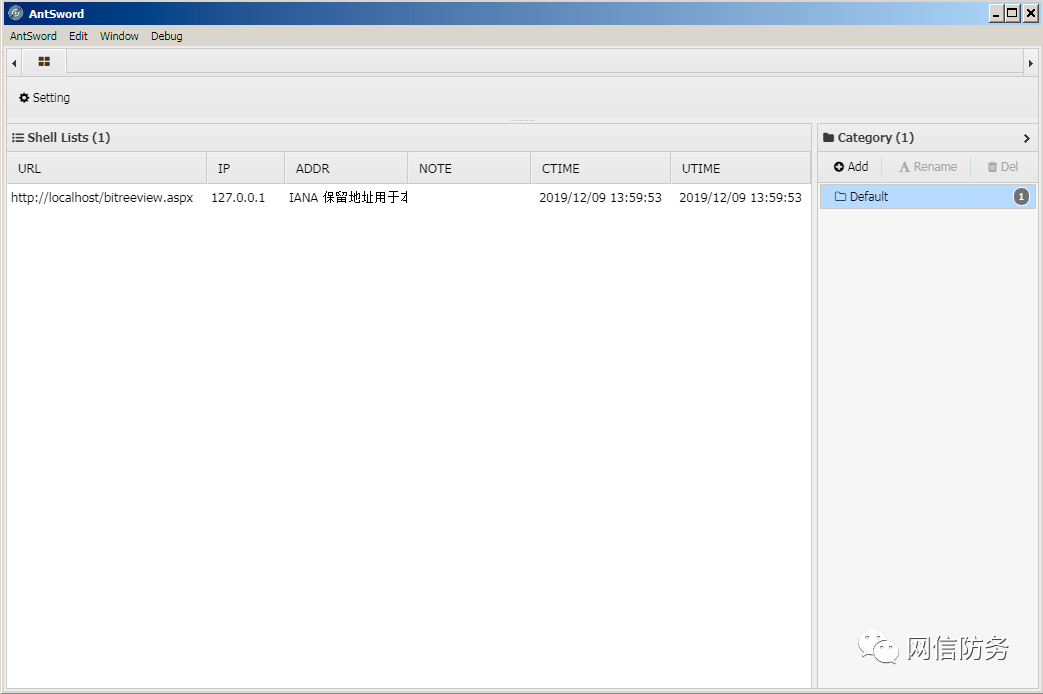 AntSword
AntSword Edit Window Debug
Setting
Shell Lists (1)
URL IP ADDR NOTE CTIME UTIME
http://localhost/bitreeview.aspx 127.0.0.1 IANA 保留地址用于 2019/12/09 13:59:53 2019/12/09 13:59:53
Category (1)
Add Rename Del
Default 1
网信防务